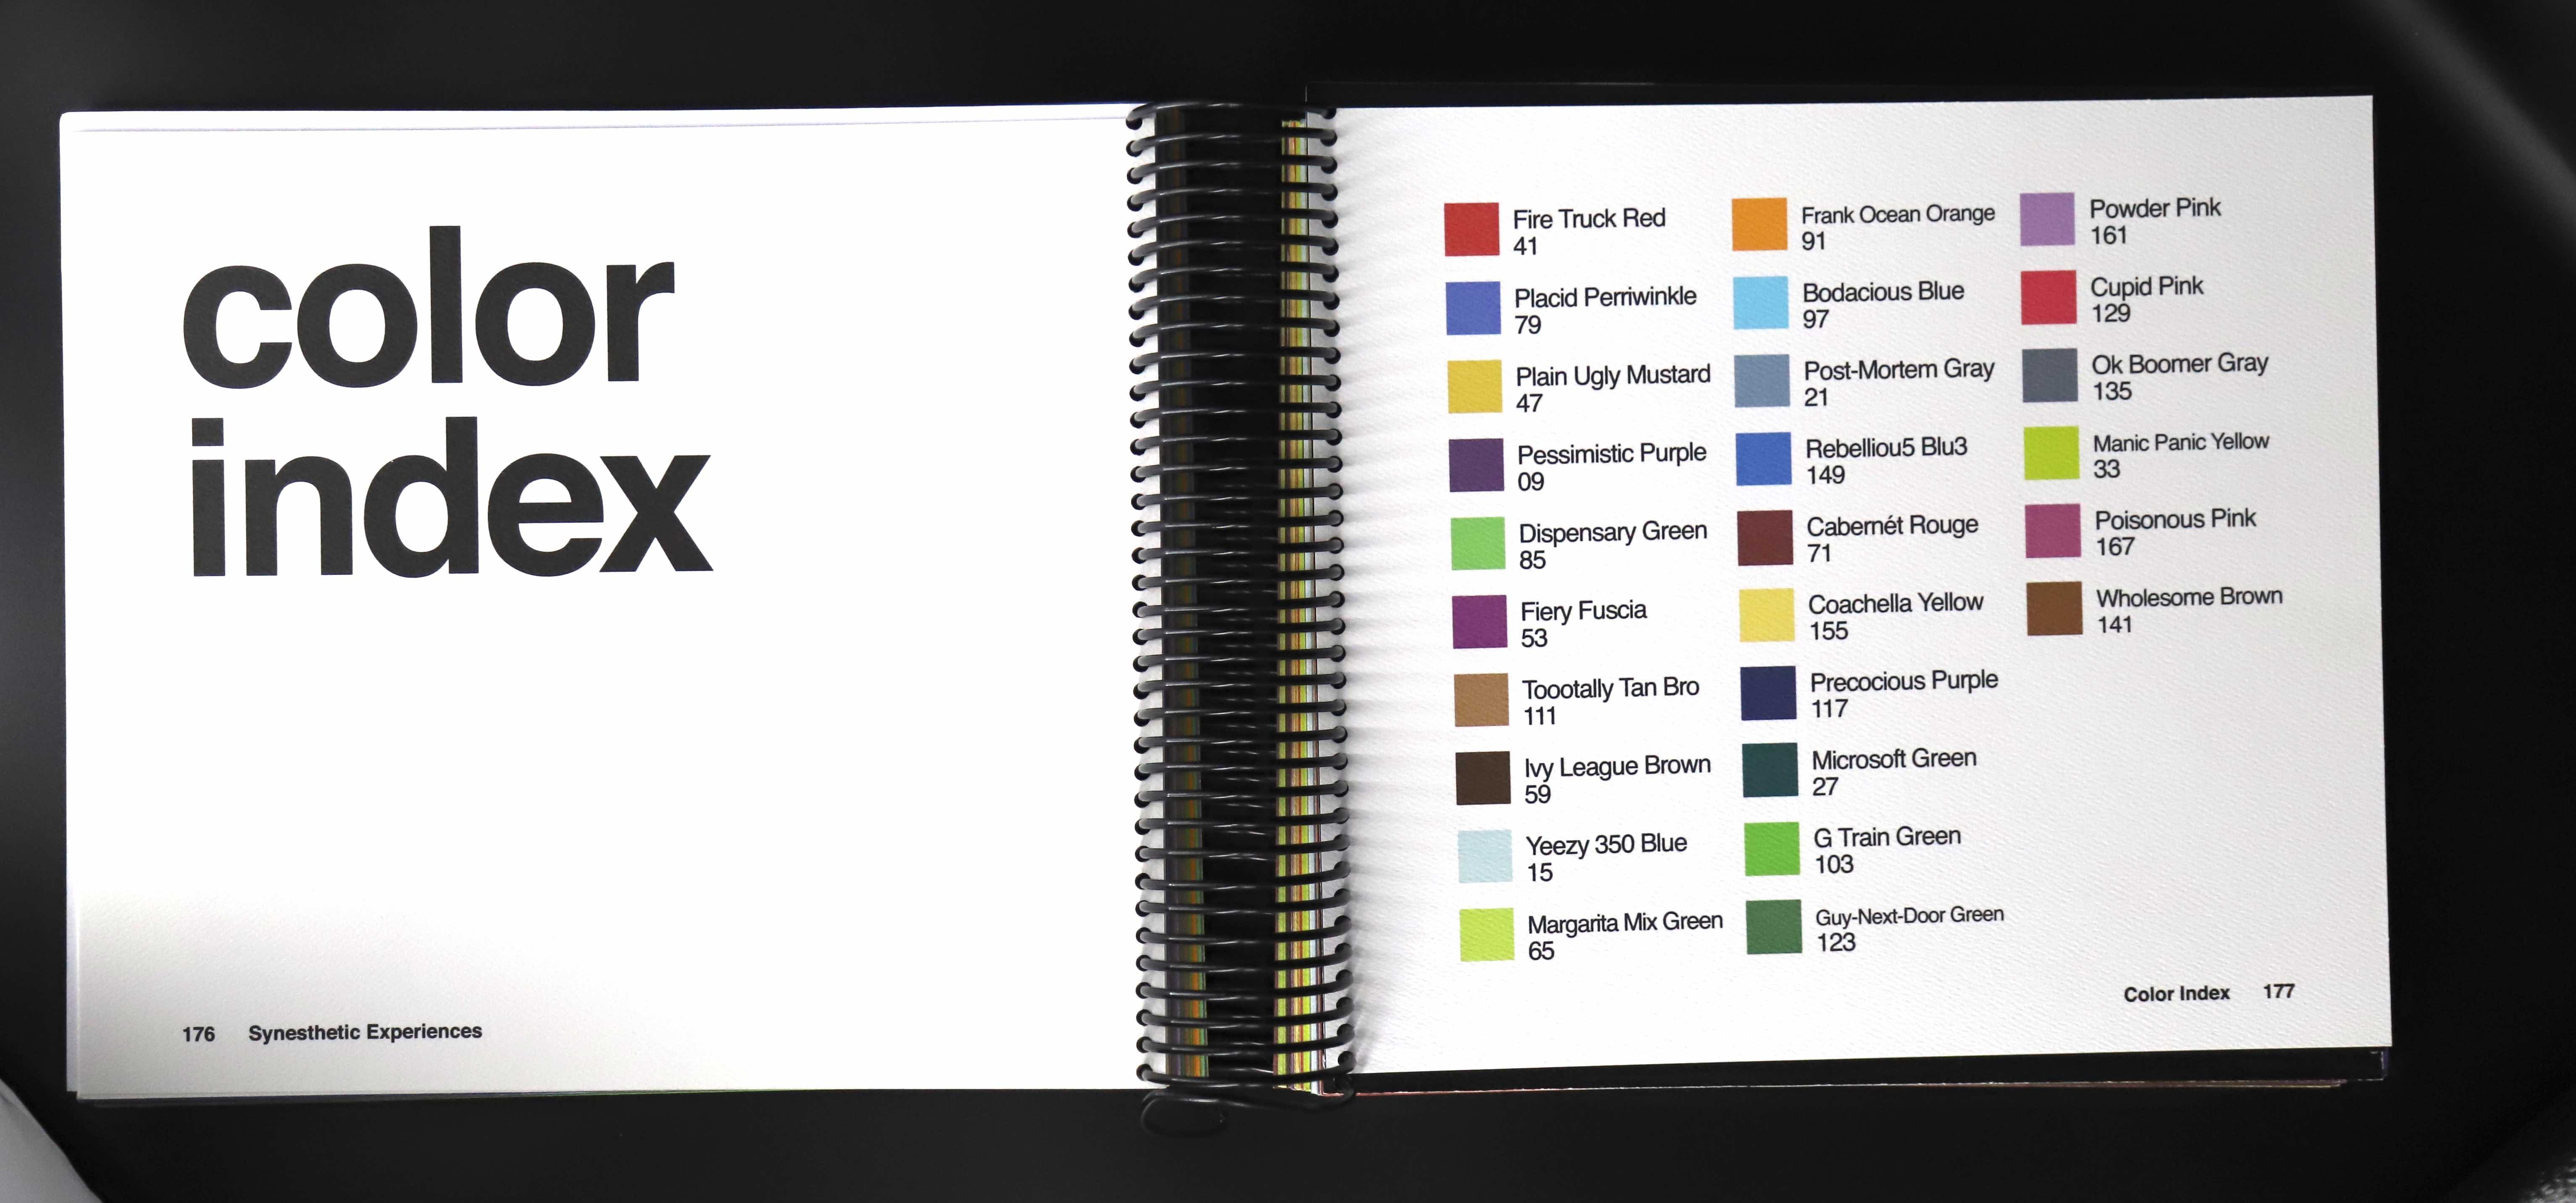 color
index
176 Synesthetic Experiences
Fire Truck Red
41
Placid Perriwinkle
79
Plain Ugly Mustard
47
Pessimistic Purple
09
Dispensary Green
85
Fiery Fuscia
53
Toootally Tan Bro
111
Ivy League Brown
59
Yeezy 350 Blue
15
Margarita Mix Green
65
Frank Ocean Orange
91
Bodacious Blue
97
Post-Mortem Gray
21
Rebelliou5 Blu3
149
Cabernét Rouge
71
Coachella Yellow
155
Precocious Purple
117
Microsoft Green
27
G Train Green
103
Guy-Next-Door Green
123
Powder Pink
161
Cupid Pink
129
Ok Boomer Gray
135
Manic Panic Yellow
33
Poisonous Pink
167
Wholesome Brown
141
Color Index 177